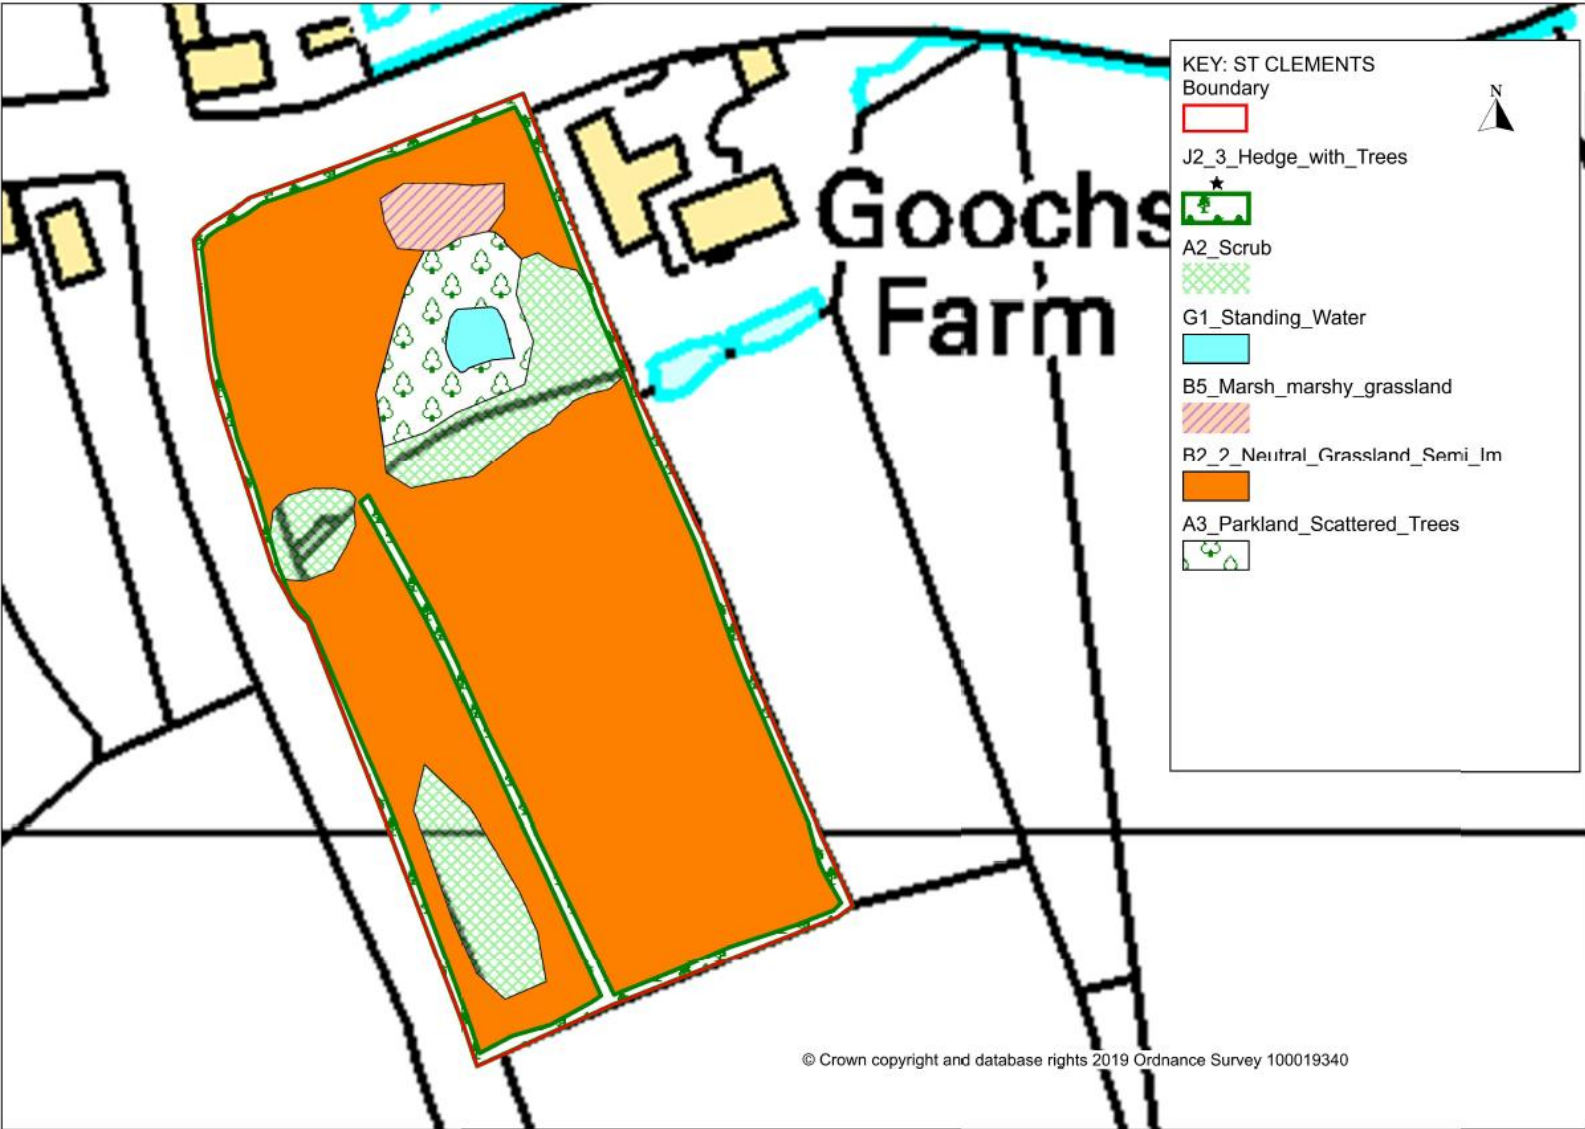 KEY: ST CLEMENTS
Boundary
N
J2_3_Hedge_with_Trees
A2_Scrub
G1_Standing_Water
B5_Marsh_marshy_grassland
B2_2_Neutral_Grassland_Semi_Im
A3_Parkland_Scattered_Trees
Goochs
Farm
© Crown copyright and database rights 2019 Ordnance Survey 100019340